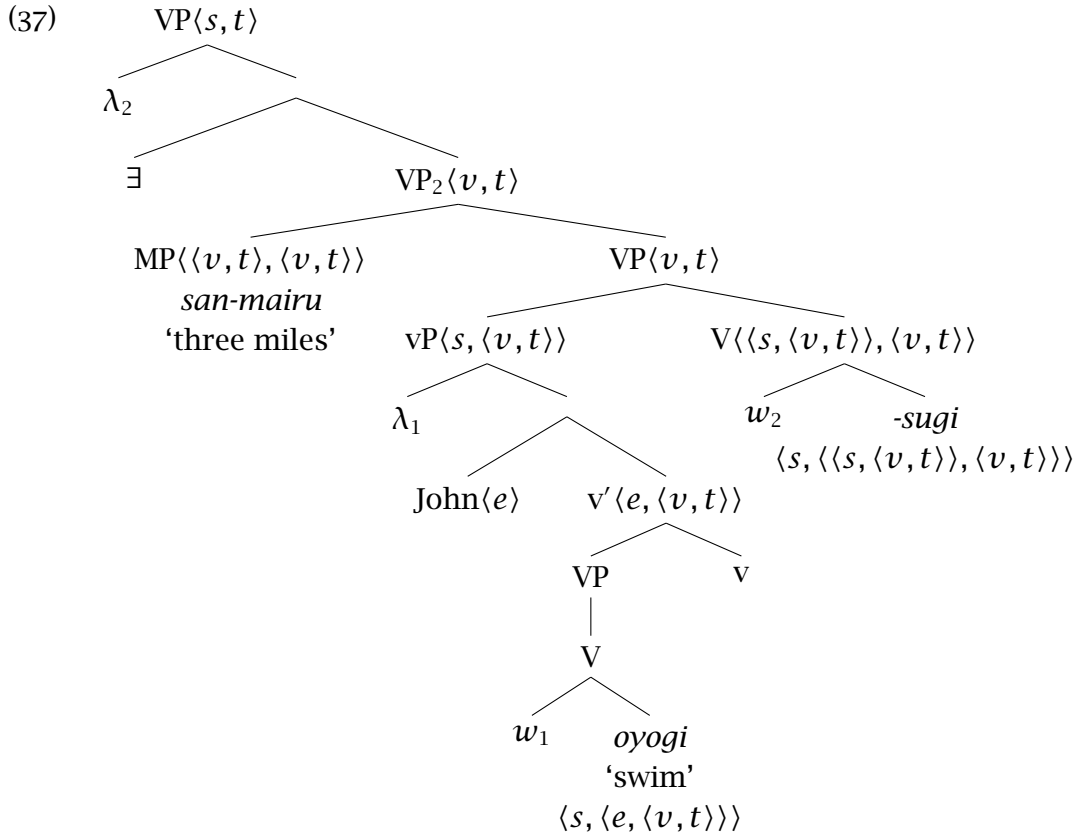 (37) VP⟨s, t⟩
λ₂
∃ VP₂⟨v, t⟩
MP⟨⟨v, t⟩, ⟨v, t⟩⟩ VP⟨v, t⟩
san-mairu
‘three miles’ vP⟨s, ⟨v, t⟩⟩ V⟨⟨s, ⟨v, t⟩⟩, ⟨v, t⟩⟩
λ₁ w₂ -sugi
⟨s, ⟨⟨s, ⟨v, t⟩⟩, ⟨v, t⟩⟩⟩
John⟨e⟩ v′⟨e, ⟨v, t⟩⟩
VP v
V
w₁ oyogi
‘swim’
⟨s, ⟨e, ⟨v, t⟩⟩⟩